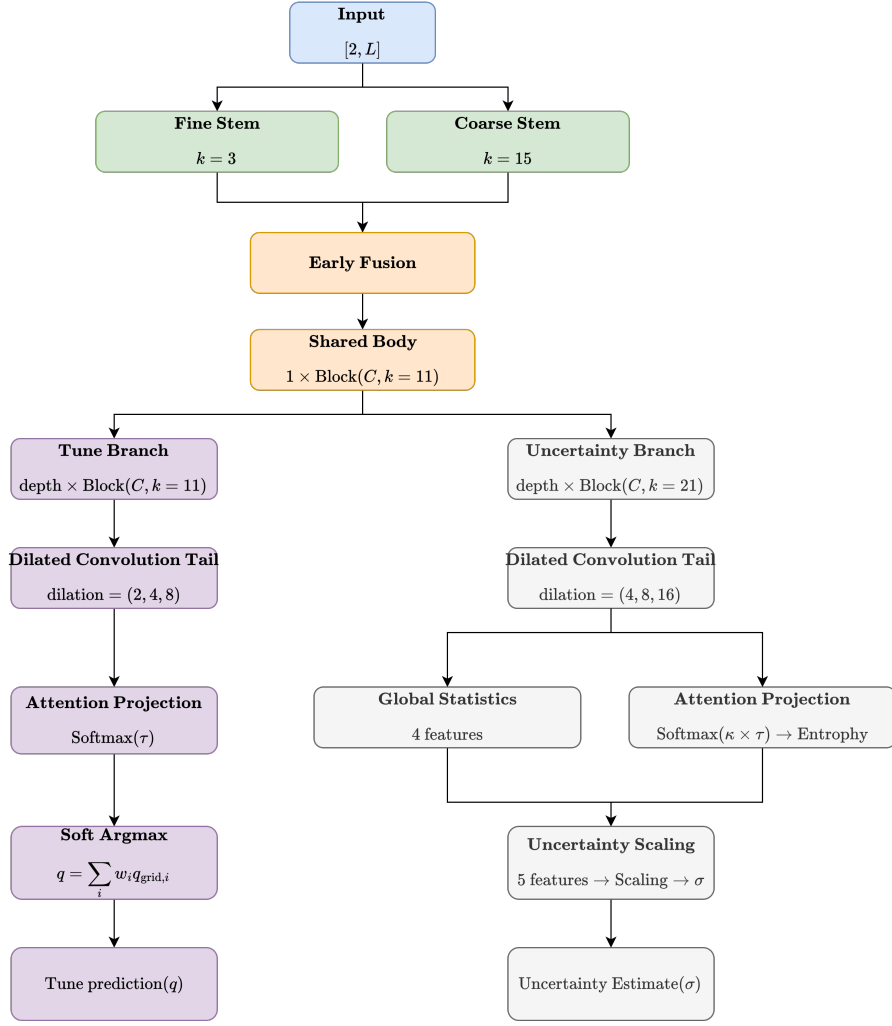 Input
[2, L]
Fine Stem
k = 3
Coarse Stem
k = 15
Early Fusion
Shared Body
1 × Block(C, k = 11)
Tune Branch
depth × Block(C, k = 11)
Uncertainty Branch
depth × Block(C, k = 21)
Dilated Convolution Tail
dilation = (2, 4, 8)
Dilated Convolution Tail
dilation = (4, 8, 16)
Attention Projection
Softmax(τ)
Global Statistics
4 features
Attention Projection
Softmax(κ × τ) → Entrophy
Soft Argmax
q = ∑_i w_i q_{grid,i}
Uncertainty Scaling
5 features → Scaling → σ
Tune prediction(q)
Uncertainty Estimate(σ)